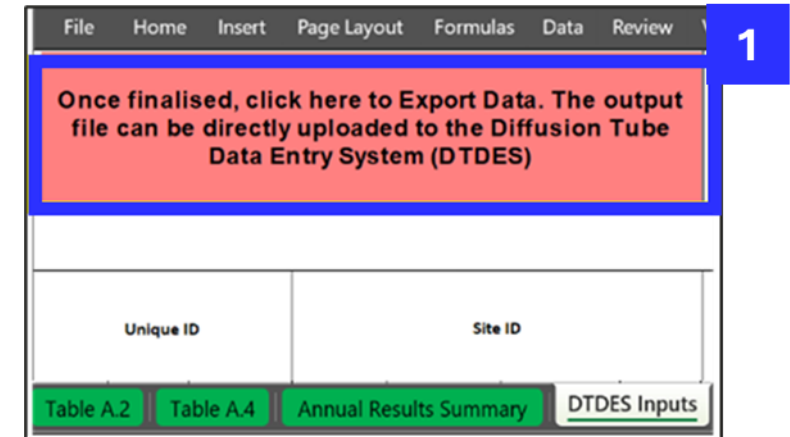 File Home Insert Page Layout Formulas Data Review
1
Once finalised, click here to Export Data. The output
file can be directly uploaded to the Diffusion Tube
Data Entry System (DTDES)
Unique ID Site ID
Table A.2 Table A.4 Annual Results Summary DTDES Inputs